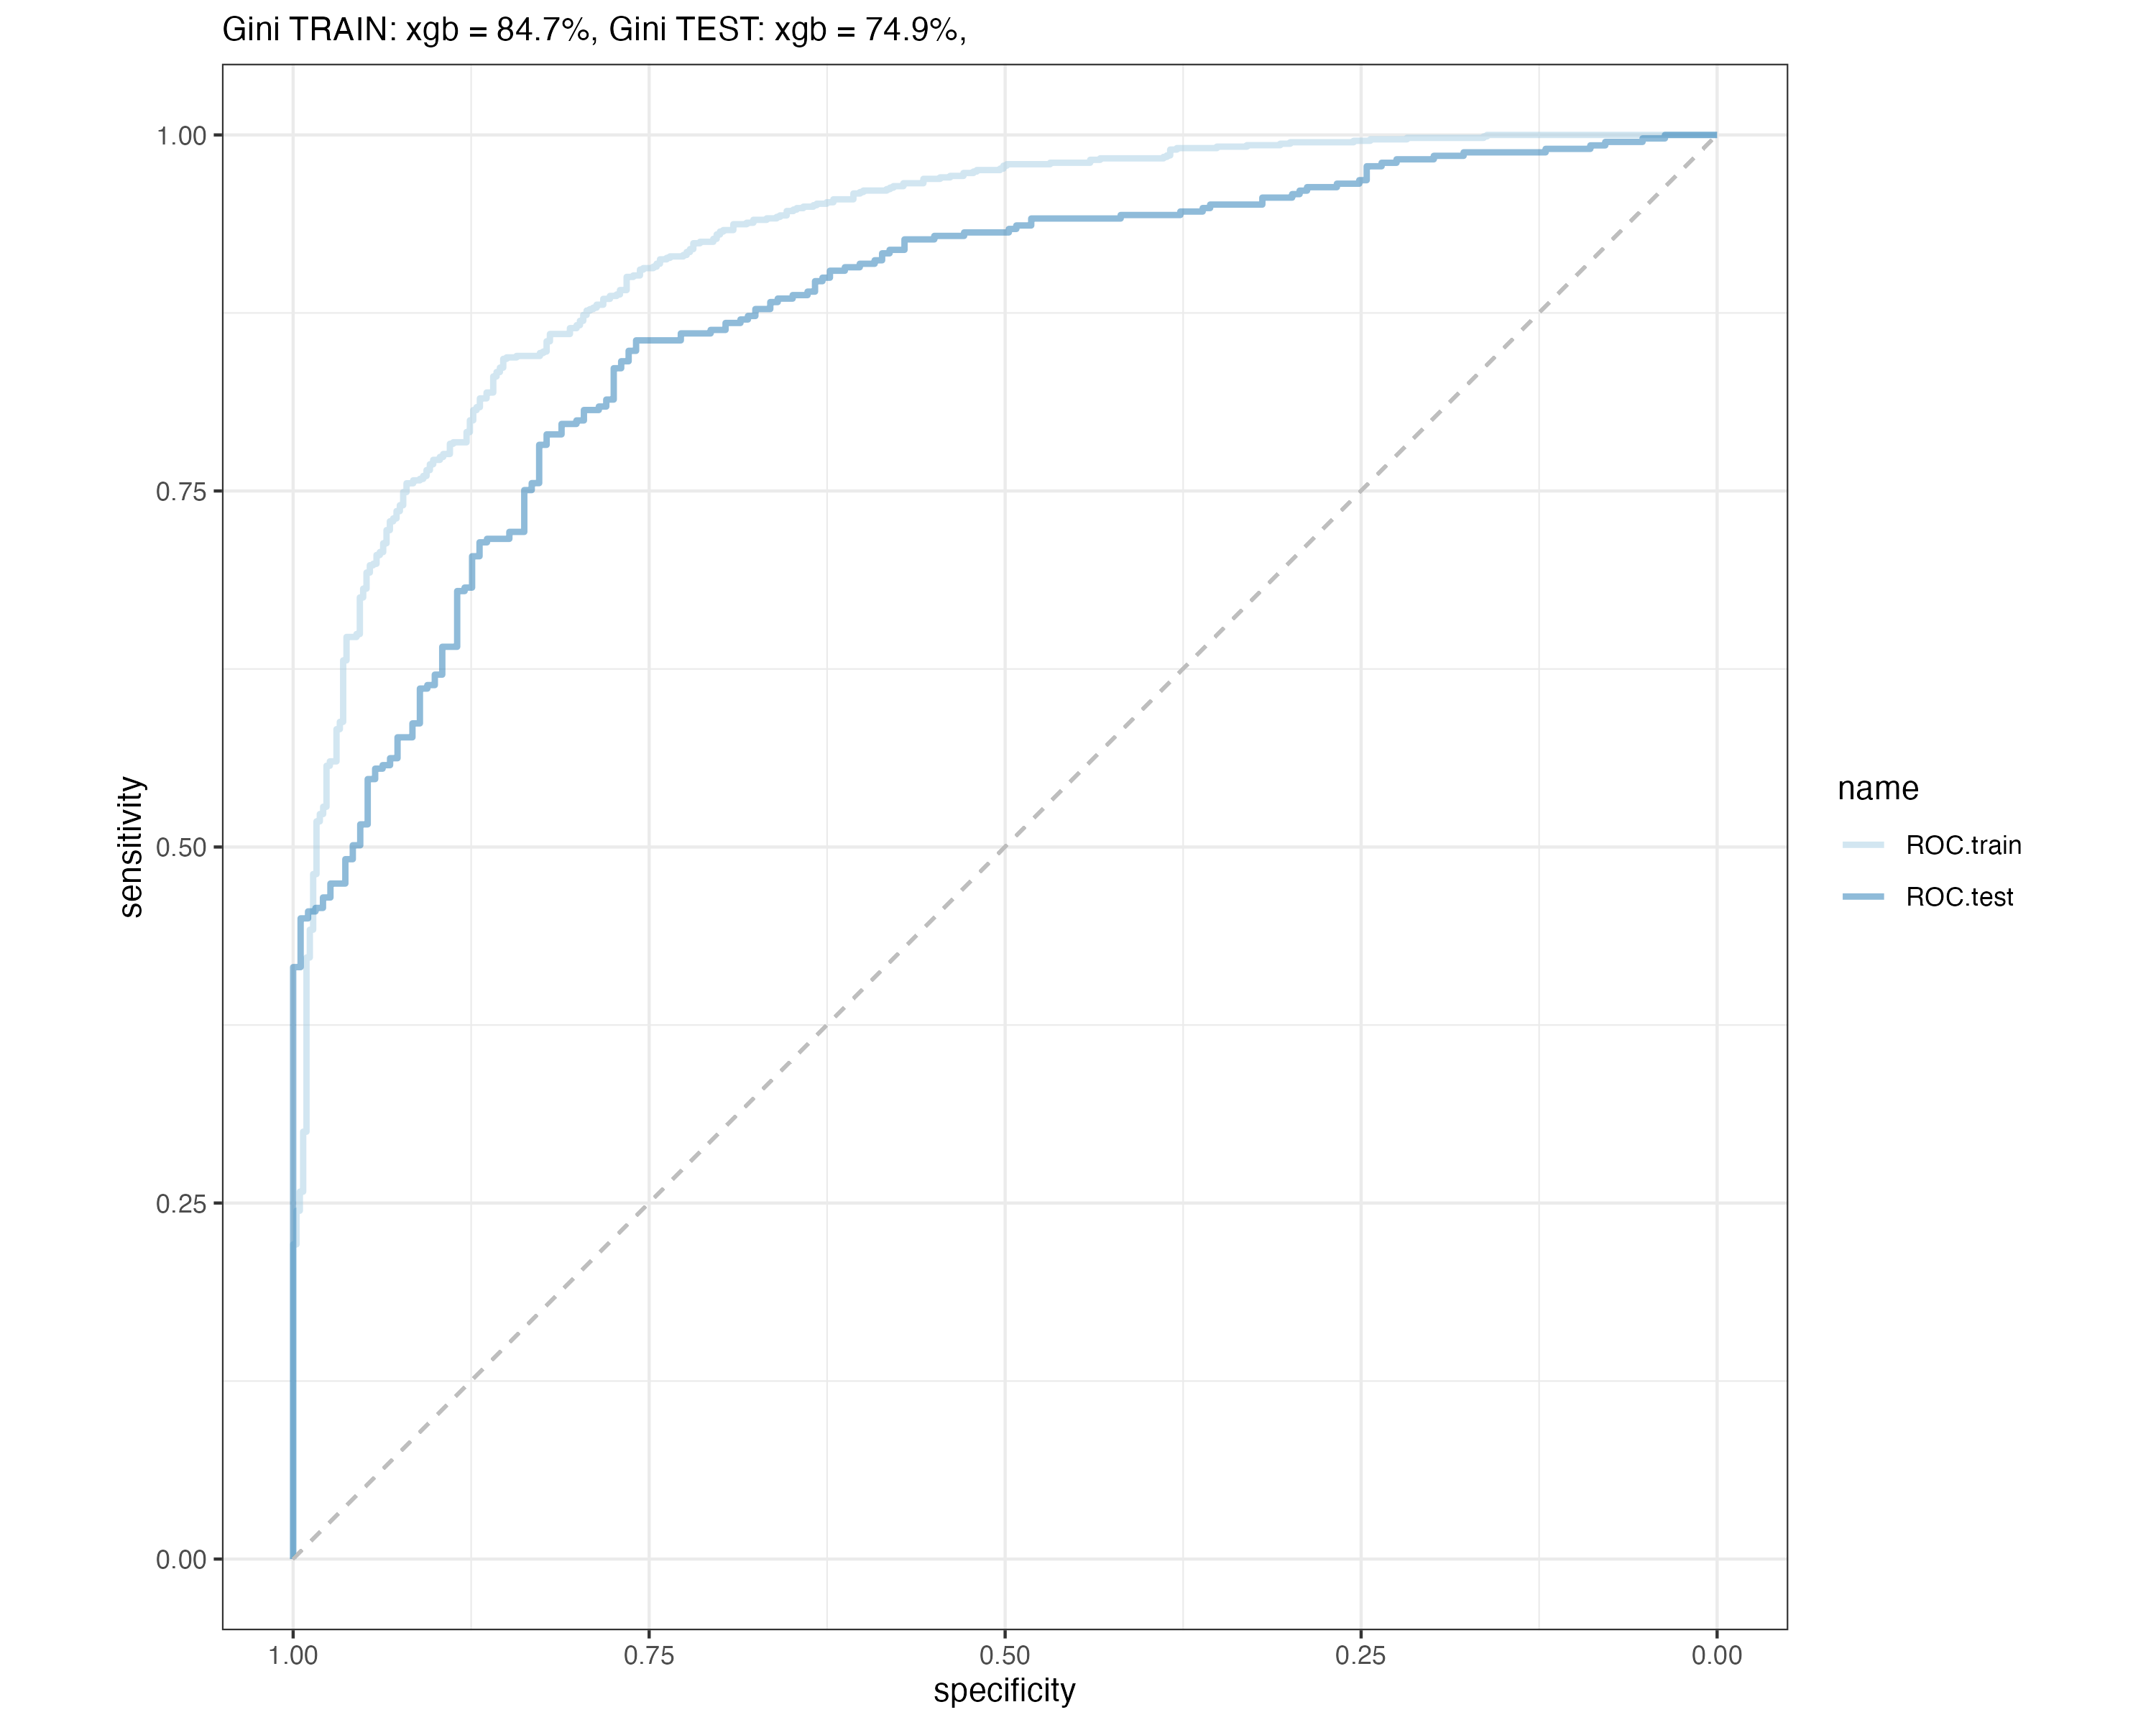 Gini TRAIN: xgb = 84.7%, Gini TEST: xgb = 74.9%,
1.00
0.75
0.50
0.25
0.00
sensitivity
1.00 0.75 0.50 0.25 0.00
specificity
name
ROC.train
ROC.test